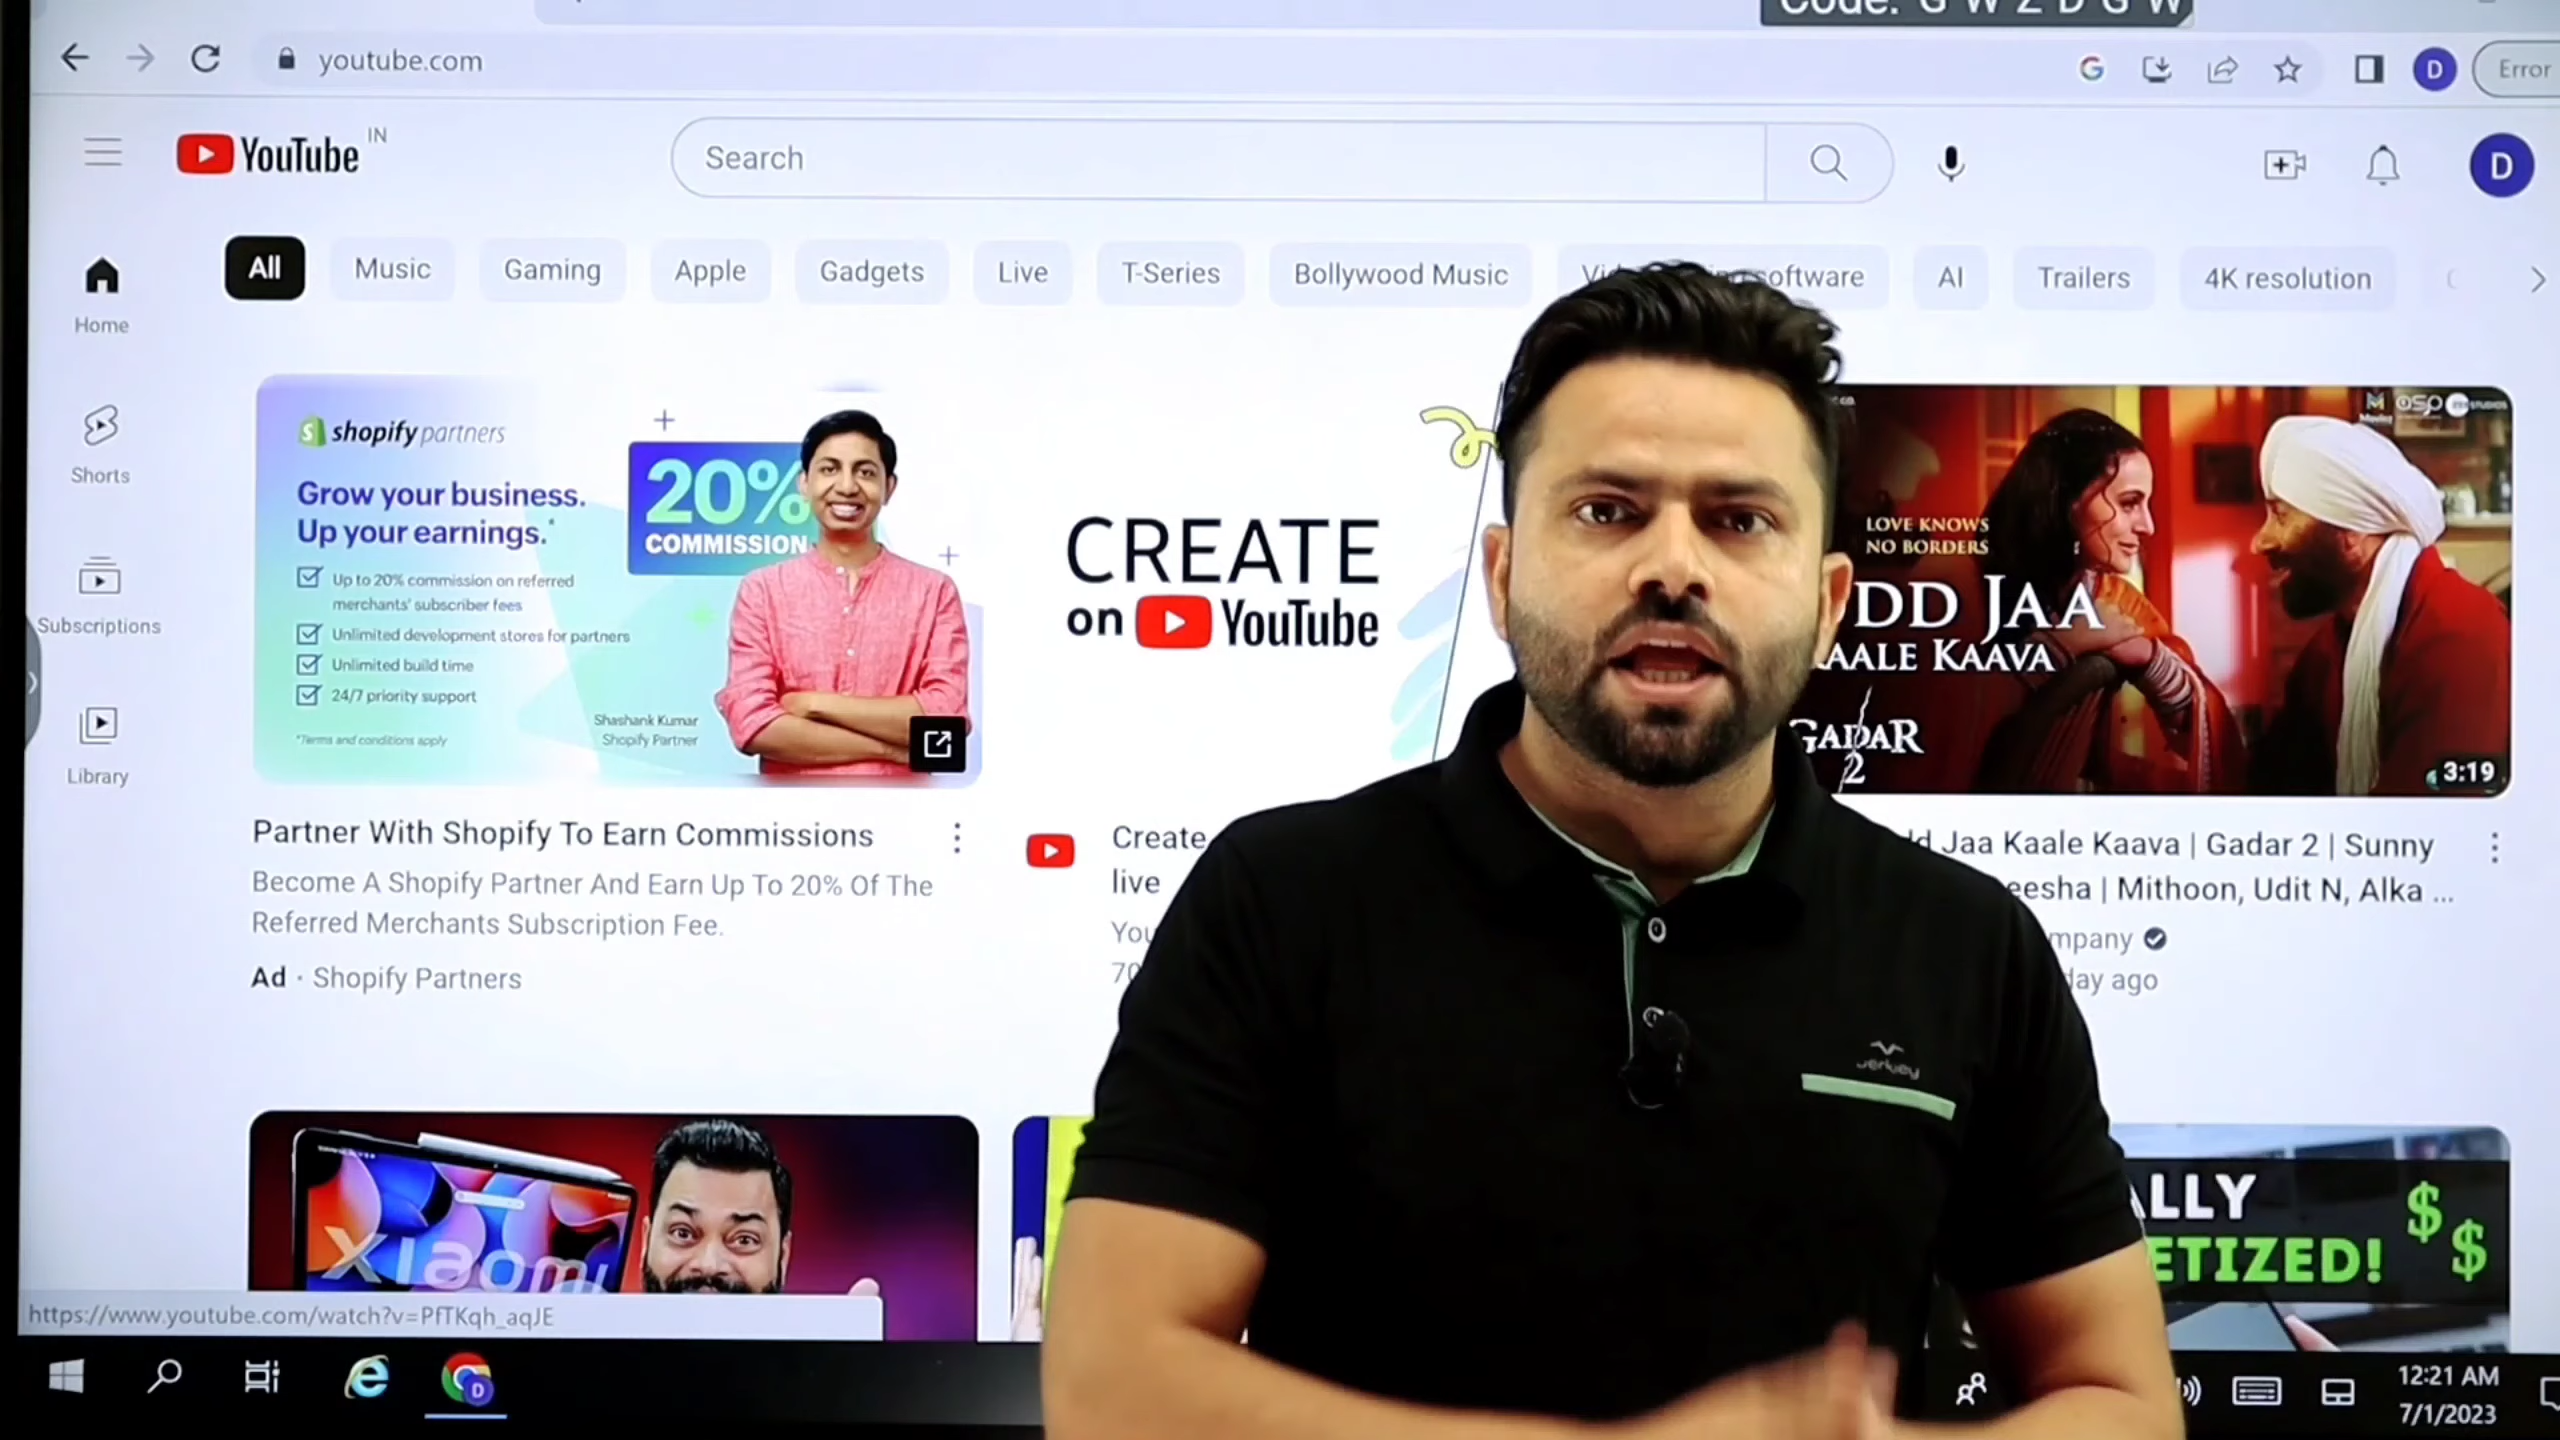 Code: G W Z D G W
youtube.com
Error
YouTube IN
Search
D
All
Music
Gaming
Apple
Gadgets
Live
T-Series
Bollywood Music
software
AI
Trailers
4K resolution
Home
Shorts
Subscriptions
Library
shopify partners
Grow your business.
Up your earnings.*
20%
COMMISSION
Up to 20% commission on referred
merchants' subscriber fees
Unlimited development stores for partners
Unlimited build time
24/7 priority support
*Terms and conditions apply
Shashank Kumar
Shopify Partner
Partner With Shopify To Earn Commissions
Become A Shopify Partner And Earn Up To 20% Of The
Referred Merchants Subscription Fee.
Ad · Shopify Partners
CREATE
on YouTube
Create
live
LOVE KNOWS
NO BORDERS
DD JAA
AALE KAAVA
GADAR
2
3:19
Jaa Kaale Kaava | Gadar 2 | Sunny
eesha | Mithoon, Udit N, Alka ...
mpany
day ago
Xiaomi
ALLY
ETIZED!
$
$
https://www.youtube.com/watch?v=PfTKqh_aqJE
12:21 AM
7/1/2023